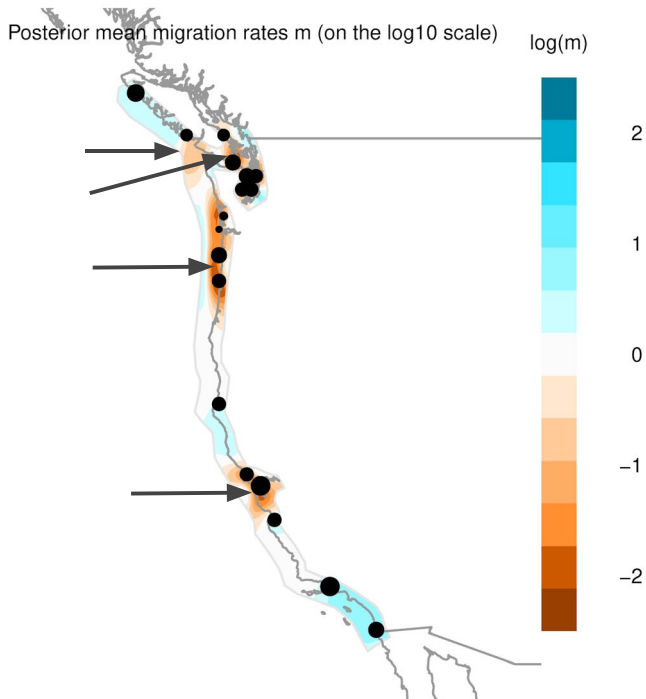 Posterior mean migration rates m (on the log10 scale)
log(m)
2
1
0
−1
−2